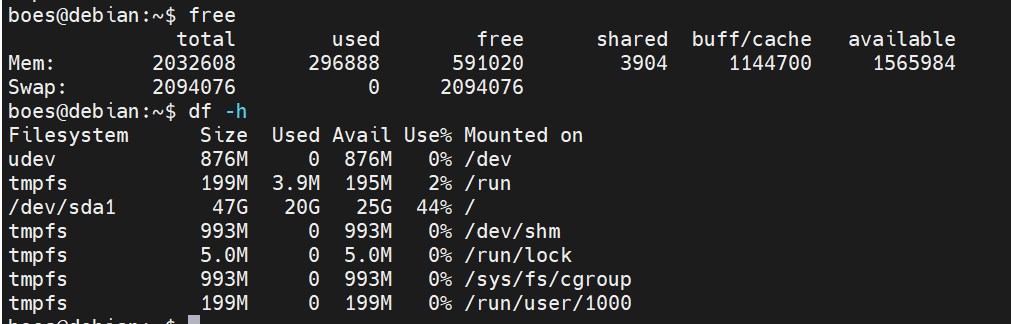 boes@debian:~$ free
              total        used        free      shared  buff/cache   available
Mem:        2032608      296888      591020        3904     1144700     1565984
Swap:       2094076           0     2094076
boes@debian:~$ df -h
Filesystem      Size  Used Avail Use% Mounted on
udev            876M     0  876M   0% /dev
tmpfs           199M  3.9M  195M   2% /run
/dev/sda1        47G   20G   25G  44% /
tmpfs           993M     0  993M   0% /dev/shm
tmpfs           5.0M     0  5.0M   0% /run/lock
tmpfs           993M     0  993M   0% /sys/fs/cgroup
tmpfs           199M     0  199M   0% /run/user/1000
boes@debian:~$